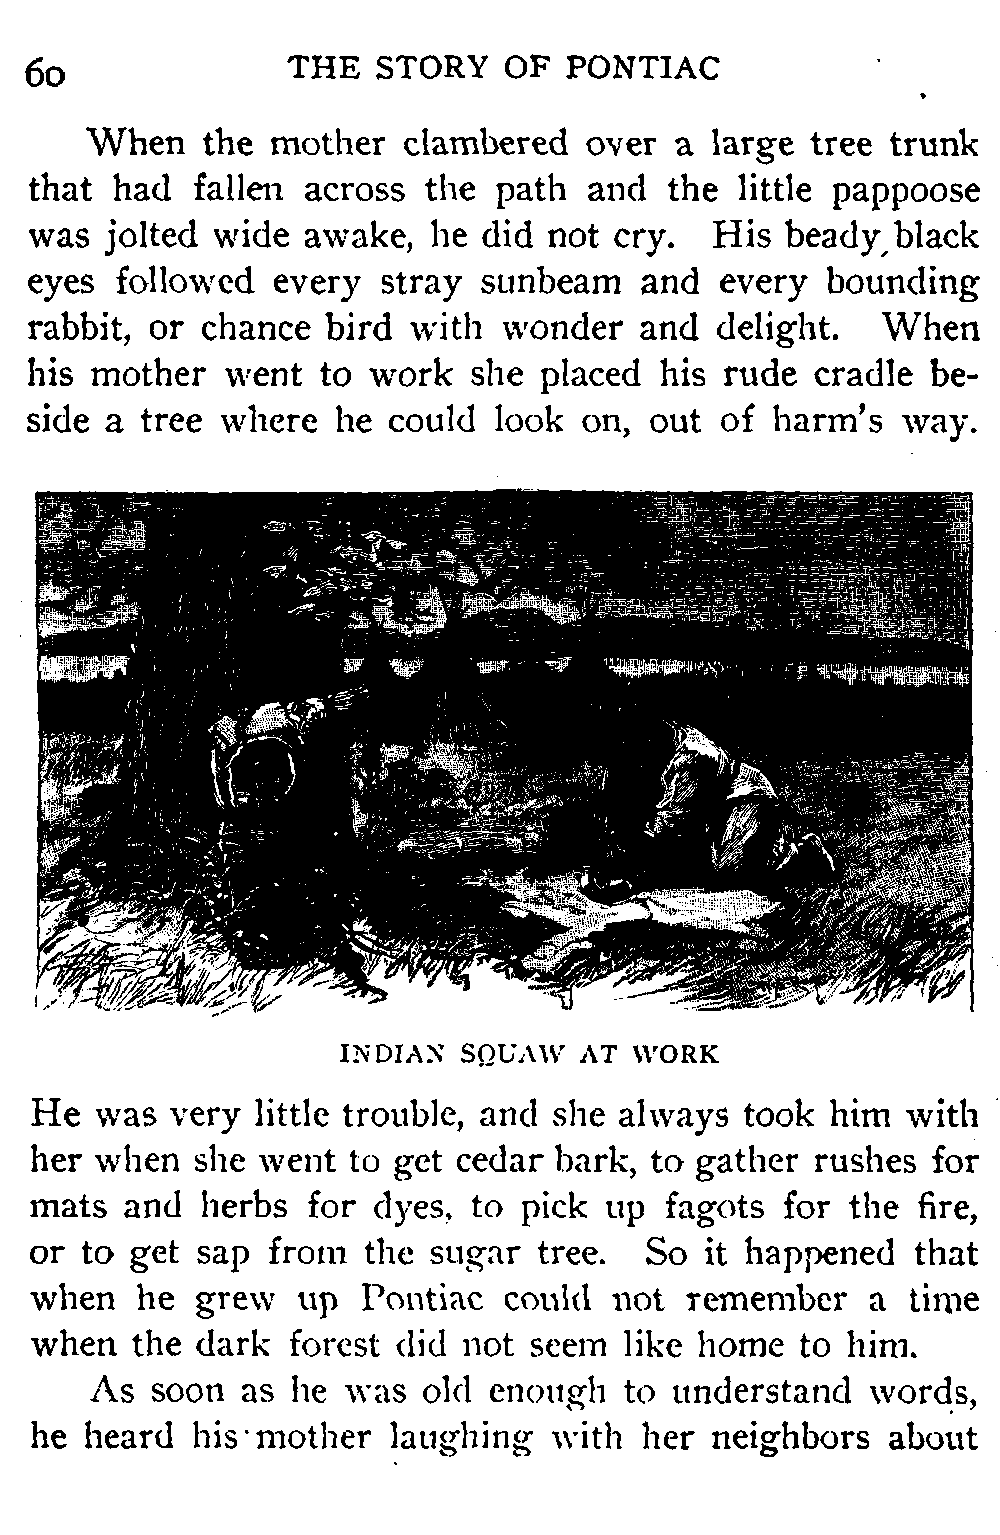 60 THE STORY OF PONTIAC
When the mother clambered over a large tree trunk
that had fallen across the path and the little pappoose
was jolted wide awake, he did not cry. His beady, black
eyes followed every stray sunbeam and every bounding
rabbit, or chance bird with wonder and delight. When
his mother went to work she placed his rude cradle be-
side a tree where he could look on, out of harm's way.
INDIAN SQUAW AT WORK
He was very little trouble, and she always took him with
her when she went to get cedar bark, to gather rushes for
mats and herbs for dyes, to pick up fagots for the fire,
or to get sap from the sugar tree. So it happened that
when he grew up Pontiac could not remember a time
when the dark forest did not seem like home to him.
As soon as he was old enough to understand words,
he heard his mother laughing with her neighbors about